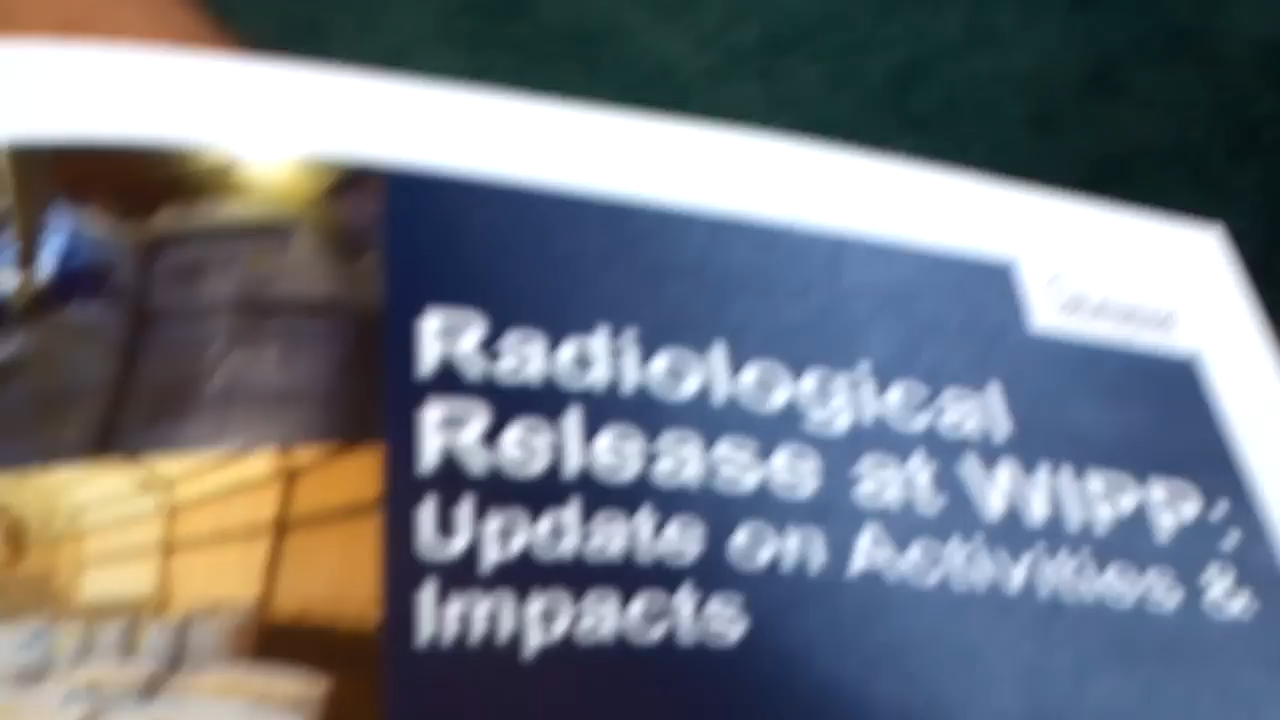 Radiological
Release at WIPP;
Update on Activities &
Impacts